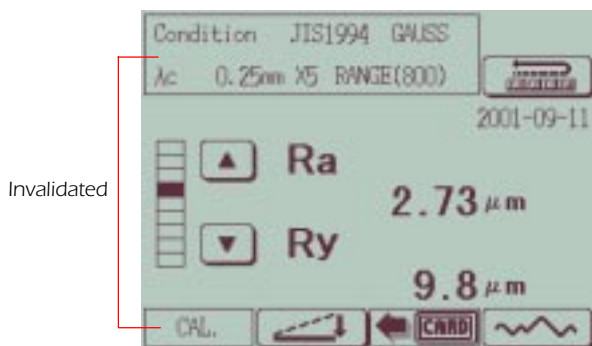 Condition JIS1994 GAUSS
λc 0.25mm X5 RANGE(800)
2001-09-11
Ra
2.73 μm
Invalidated
Ry
9.8 μm
CAL. CARD